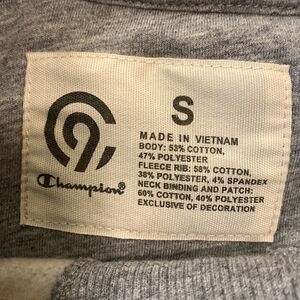 S
MADE IN VIETNAM
BODY: 53% COTTON,
47% POLYESTER
FLEECE RIB: 58% COTTON,
38% POLYESTER, 4% SPANDEX
NECK BINDING AND PATCH:
60% COTTON, 40% POLYESTER
EXCLUSIVE OF DECORATION
C9
Champion®